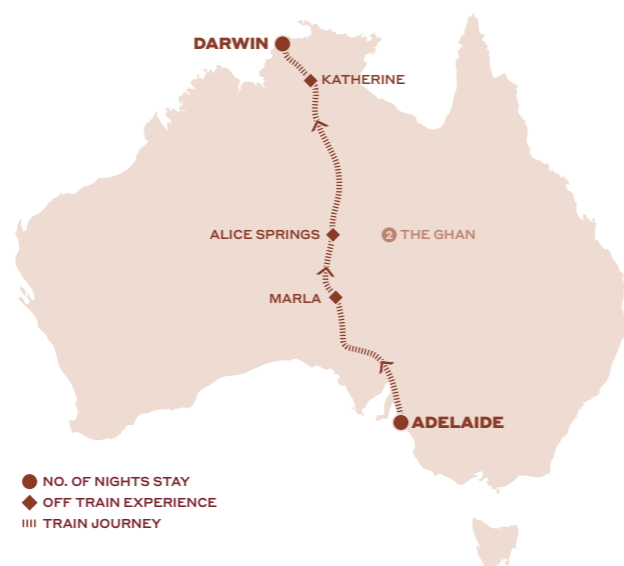 DARWIN
KATHERINE
ALICE SPRINGS
2 THE GHAN
MARLA
ADELAIDE
NO. OF NIGHTS STAY
OFF TRAIN EXPERIENCE
TRAIN JOURNEY